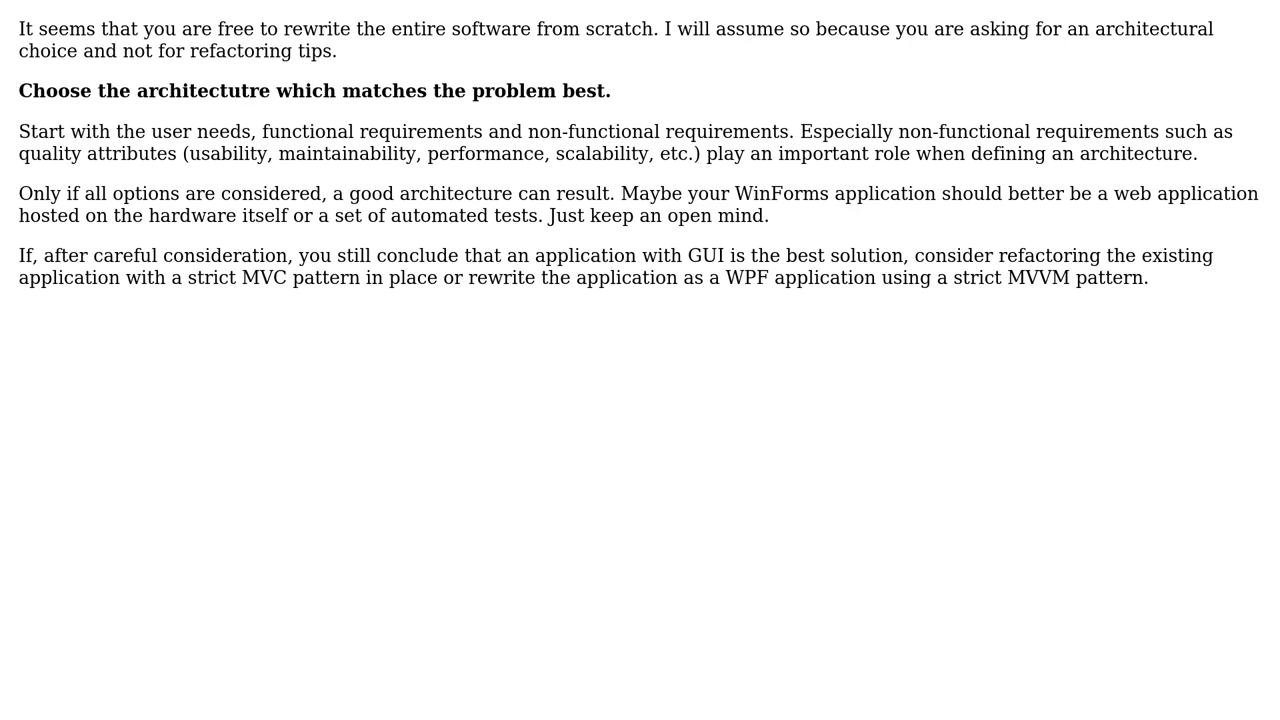 It seems that you are free to rewrite the entire software from scratch. I will assume so because you are asking for an architectural
choice and not for refactoring tips.
Choose the architectutre which matches the problem best.
Start with the user needs, functional requirements and non-functional requirements. Especially non-functional requirements such as
quality attributes (usability, maintainability, performance, scalability, etc.) play an important role when defining an architecture.
Only if all options are considered, a good architecture can result. Maybe your WinForms application should better be a web application
hosted on the hardware itself or a set of automated tests. Just keep an open mind.
If, after careful consideration, you still conclude that an application with GUI is the best solution, consider refactoring the existing
application with a strict MVC pattern in place or rewrite the application as a WPF application using a strict MVVM pattern.